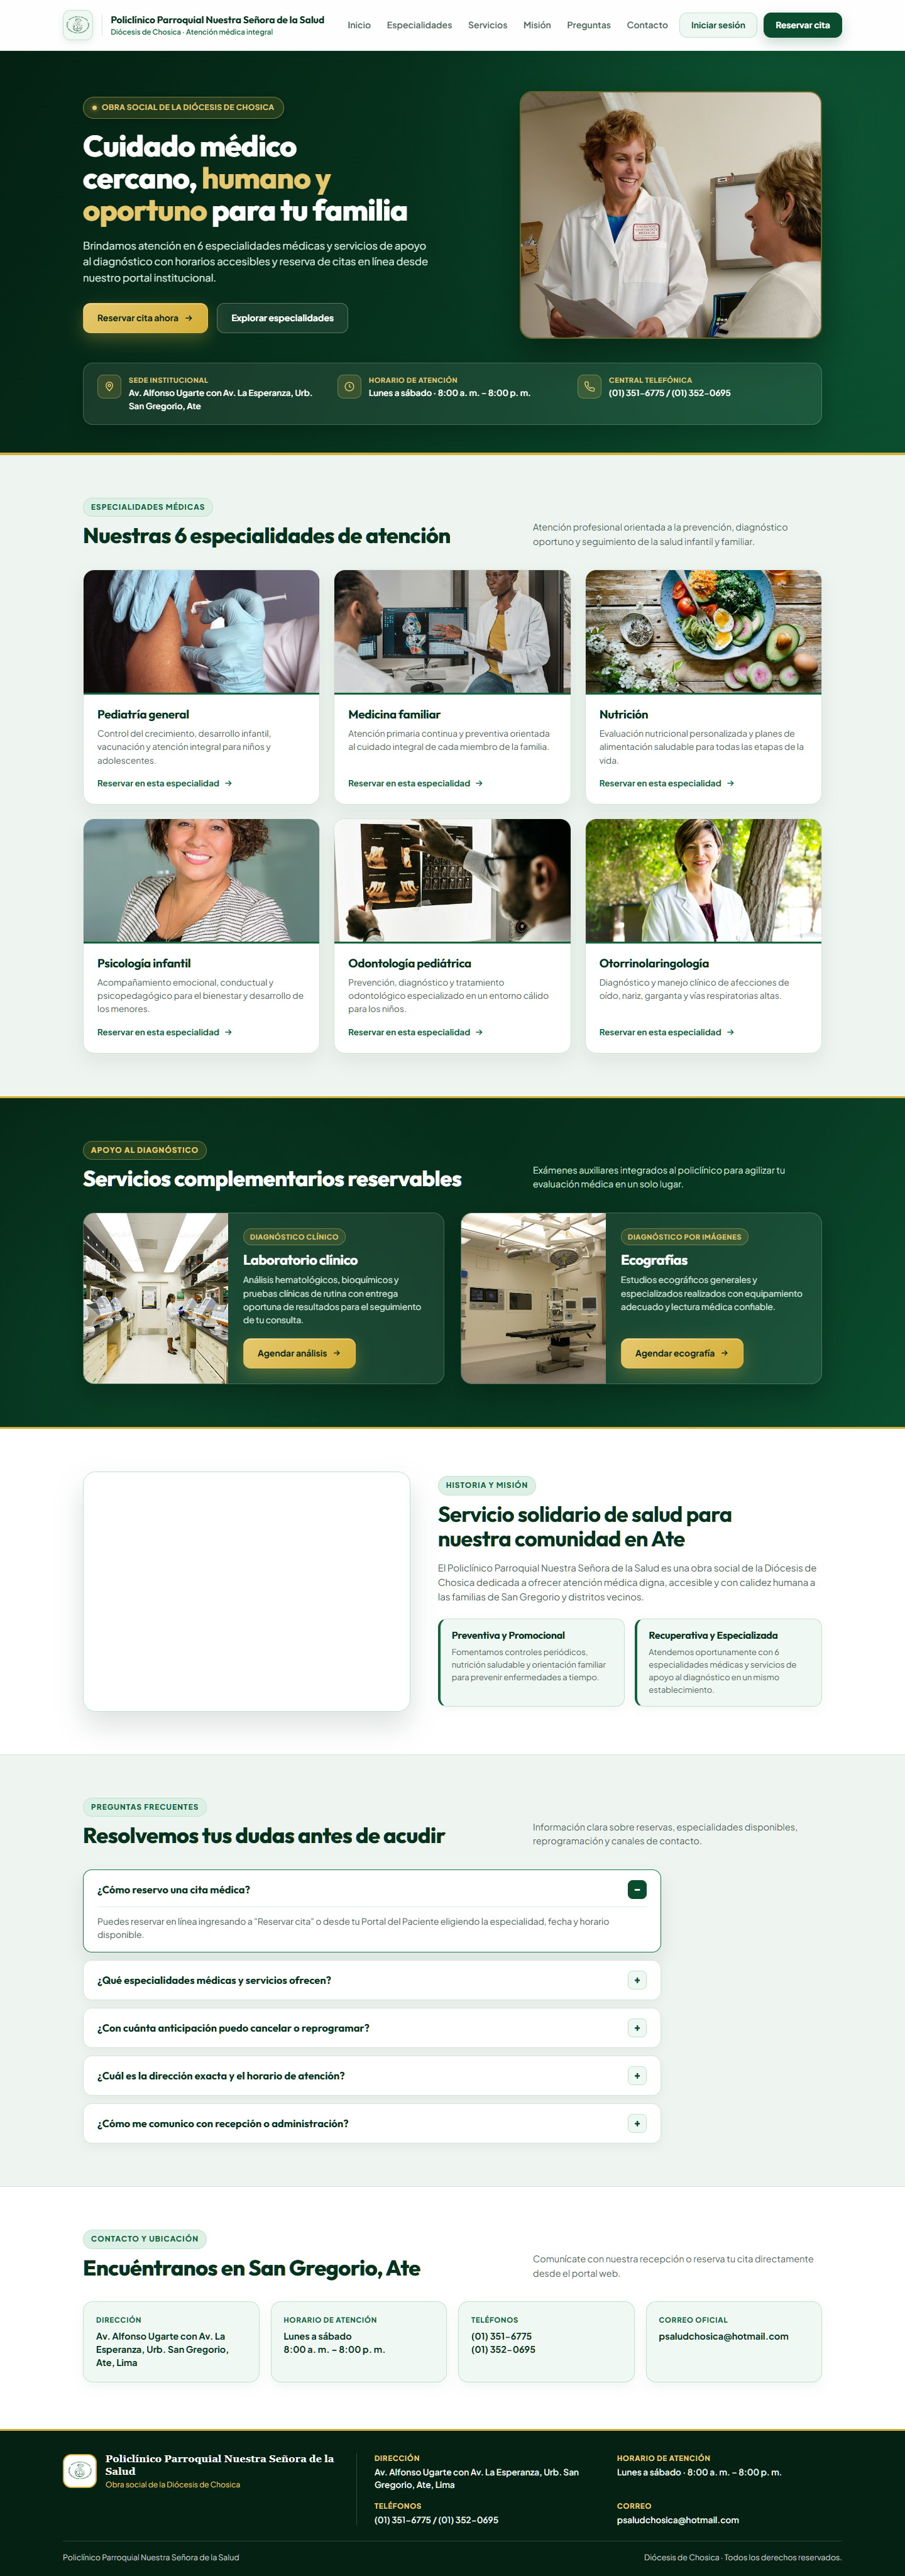 Policlínico Parroquial Nuestra Señora de la Salud
Diócesis de Chosica · Atención médica integral
Inicio
Especialidades
Servicios
Misión
Preguntas
Contacto
Iniciar sesión
Reservar cita
OBRA SOCIAL DE LA DIÓCESIS DE CHOSICA
Cuidado médico
cercano, humano y
oportuno para tu familia
Brindamos atención en 6 especialidades médicas y servicios de apoyo
al diagnóstico con horarios accesibles y reserva de citas en línea desde
nuestro portal institucional.
Reservar cita ahora →
Explorar especialidades
SEDE INSTITUCIONAL
Av. Alfonso Ugarte con Av. La Esperanza, Urb.
San Gregorio, Ate
HORARIO DE ATENCIÓN
Lunes a sábado · 8:00 a. m. – 8:00 p. m.
CENTRAL TELEFÓNICA
(01) 351-6775 / (01) 352-0695
ESPECIALIDADES MÉDICAS
Nuestras 6 especialidades de atención
Atención profesional orientada a la prevención, diagnóstico
oportuno y seguimiento de la salud infantil y familiar.
Pediatría general
Control del crecimiento, desarrollo infantil,
vacunación y atención integral para niños y
adolescentes.
Reservar en esta especialidad →
Medicina familiar
Atención primaria continua y preventiva orientada
al cuidado integral de cada miembro de la familia.
Reservar en esta especialidad →
Nutrición
Evaluación nutricional personalizada y planes de
alimentación saludable para todas las etapas de la
vida.
Reservar en esta especialidad →
Psicología infantil
Acompañamiento emocional, conductual y
psicopedagógico para el bienestar y desarrollo de
los menores.
Reservar en esta especialidad →
Odontología pediátrica
Prevención, diagnóstico y tratamiento
odontológico especializado en un entorno cálido
para los niños.
Reservar en esta especialidad →
Otorrinolaringología
Diagnóstico y manejo clínico de afecciones de
oído, nariz, garganta y vías respiratorias altas.
Reservar en esta especialidad →
APOYO AL DIAGNÓSTICO
Servicios complementarios reservables
Exámenes auxiliares integrados al policlínico para agilizar tu
evaluación médica en un solo lugar.
DIAGNÓSTICO CLÍNICO
Laboratorio clínico
Análisis hematológicos, bioquímicos y
pruebas clínicas de rutina con entrega
oportuna de resultados para el seguimiento
de tu consulta.
Agendar análisis →
DIAGNÓSTICO POR IMÁGENES
Ecografías
Estudios ecográficos generales y
especializados realizados con equipamiento
adecuado y lectura médica confiable.
Agendar ecografía →
HISTORIA Y MISIÓN
Servicio solidario de salud para
nuestra comunidad en Ate
El Policlínico Parroquial Nuestra Señora de la Salud es una obra social de la Diócesis de
Chosica dedicada a ofrecer atención médica digna, accesible y con calidez humana a
las familias de San Gregorio y distritos vecinos.
Preventiva y Promocional
Fomentamos controles periódicos,
nutrición saludable y orientación familiar
para prevenir enfermedades a tiempo.
Recuperativa y Especializada
Atendemos oportunamente con 6
especialidades médicas y servicios de
apoyo al diagnóstico en un mismo
establecimiento.
PREGUNTAS FRECUENTES
Resolvemos tus dudas antes de acudir
Información clara sobre reservas, especialidades disponibles,
reprogramación y canales de contacto.
¿Cómo reservo una cita médica? −
Puedes reservar en línea ingresando a "Reservar cita" o desde tu Portal del Paciente eligiendo la especialidad, fecha y horario
disponible.
¿Qué especialidades médicas y servicios ofrecen? +
¿Con cuánta anticipación puedo cancelar o reprogramar? +
¿Cuál es la dirección exacta y el horario de atención? +
¿Cómo me comunico con recepción o administración? +
CONTACTO Y UBICACIÓN
Encuéntranos en San Gregorio, Ate
Comunícate con nuestra recepción o reserva tu cita directamente
desde el portal web.
DIRECCIÓN
Av. Alfonso Ugarte con Av. La
Esperanza, Urb. San Gregorio,
Ate, Lima
HORARIO DE ATENCIÓN
Lunes a sábado
8:00 a. m. – 8:00 p. m.
TELÉFONOS
(01) 351-6775
(01) 352-0695
CORREO OFICIAL
psaludchosica@hotmail.com
Policlínico Parroquial Nuestra Señora de la
Salud
Obra social de la Diócesis de Chosica
DIRECCIÓN
Av. Alfonso Ugarte con Av. La Esperanza, Urb. San
Gregorio, Ate, Lima
HORARIO DE ATENCIÓN
Lunes a sábado · 8:00 a. m. – 8:00 p. m.
TELÉFONOS
(01) 351-6775 / (01) 352-0695
CORREO
psaludchosica@hotmail.com
Policlínico Parroquial Nuestra Señora de la Salud
Diócesis de Chosica · Todos los derechos reservados.